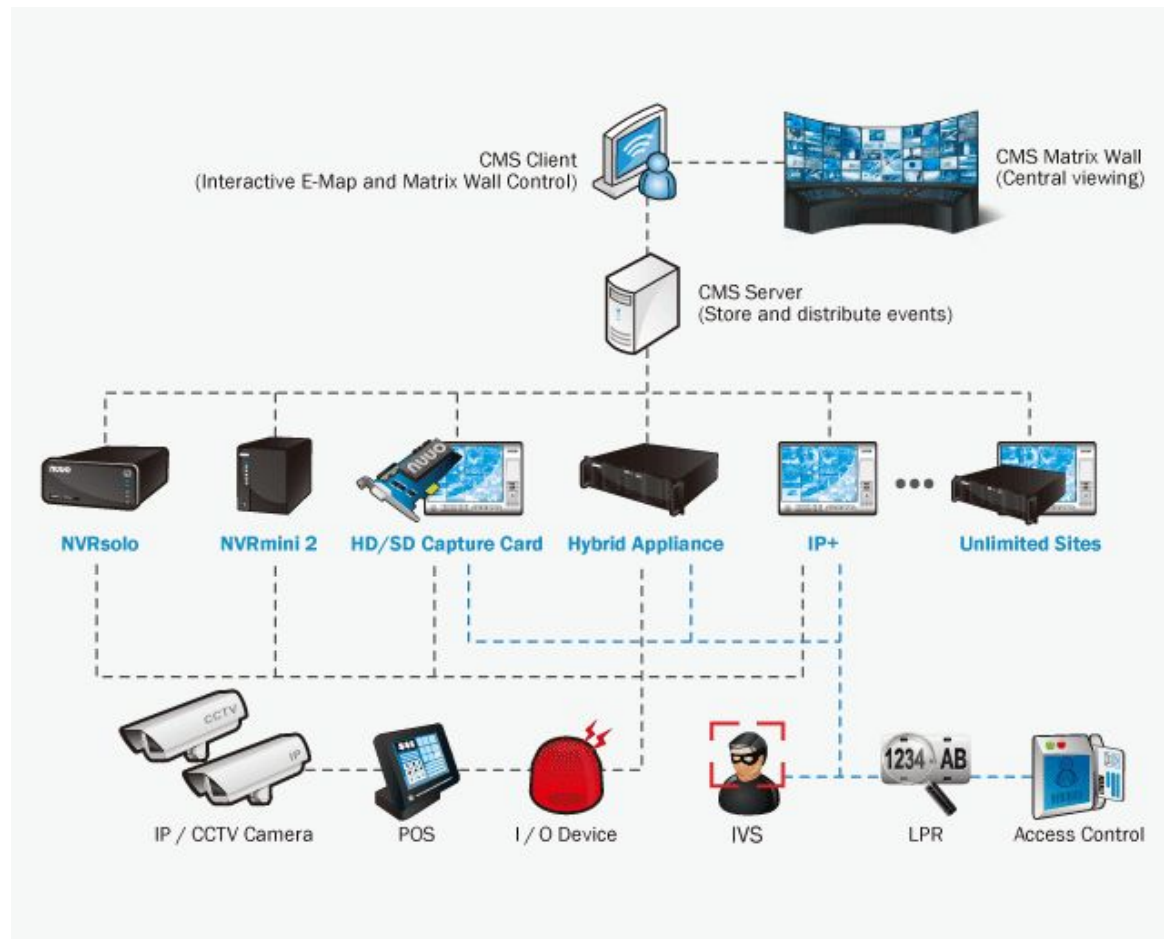 CMS Client
(Interactive E-Map and Matrix Wall Control)
CMS Matrix Wall
(Central viewing)
CMS Server
(Store and distribute events)
nuuo
nuuo
NVRsolo
NVRmini 2
HD/SD Capture Card
Hybrid Appliance
IP+
Unlimited Sites
CCTV
IP
1234 AB
IP / CCTV Camera
POS
I / O Device
IVS
LPR
Access Control